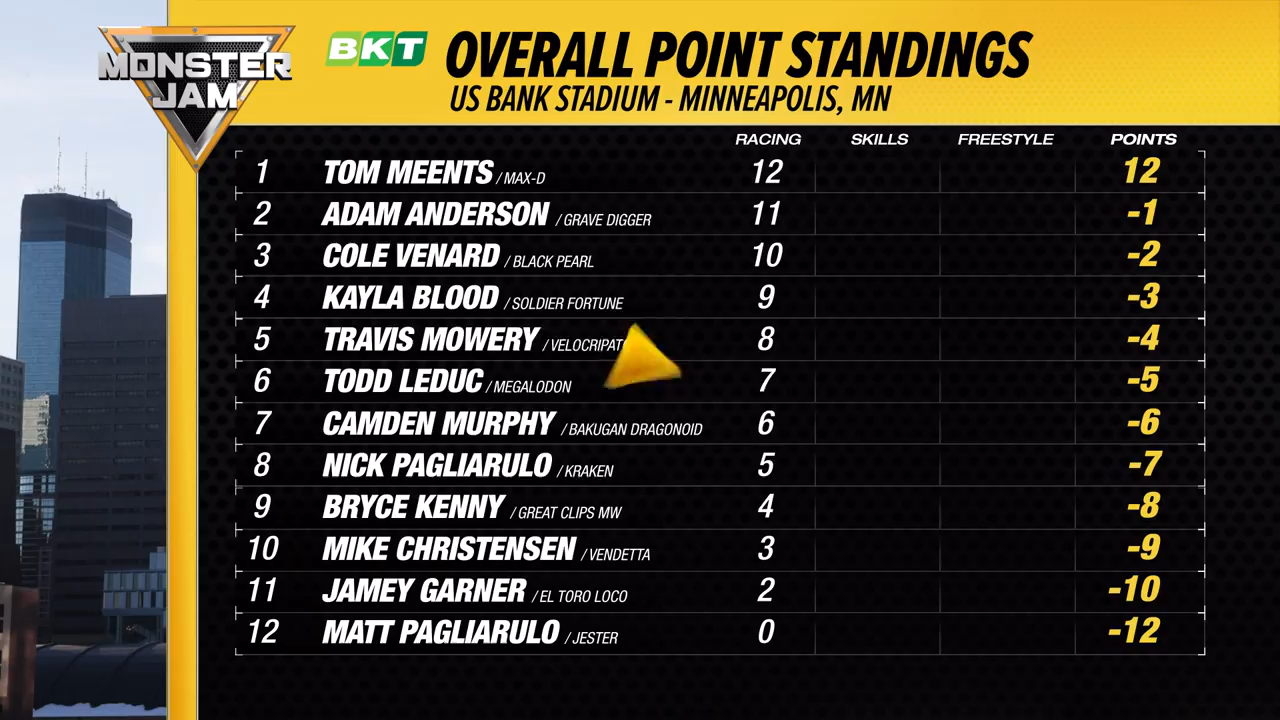 MONSTER
JAM
BKT
OVERALL POINT STANDINGS
US BANK STADIUM - MINNEAPOLIS, MN
RACING SKILLS FREESTYLE POINTS
1 TOM MEENTS / MAX-D 12 12
2 ADAM ANDERSON / GRAVE DIGGER 11 -1
3 COLE VENARD / BLACK PEARL 10 -2
4 KAYLA BLOOD / SOLDIER FORTUNE 9 -3
5 TRAVIS MOWERY / 8 -4
6 TODD LEDUC / MEGALODON 7 -5
7 CAMDEN MURPHY / BAKUGAN DRAGONOID 6 -6
8 NICK PAGLIARULO / KRAKEN 5 -7
9 BRYCE KENNY / GREAT CLIPS MW 4 -8
10 MIKE CHRISTENSEN / VENDETTA 3 -9
11 JAMEY GARNER / EL TORO LOCO 2 -10
12 MATT PAGLIARULO / JESTER 0 -12